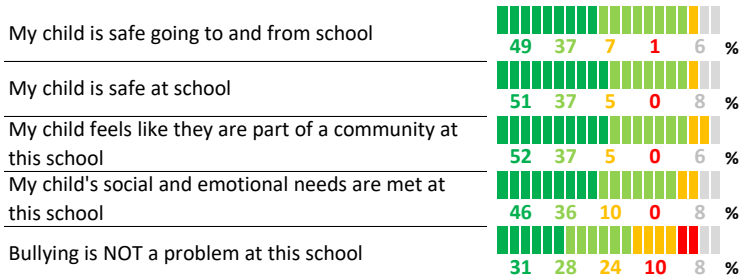 My child is safe going to and from school
49 37 7 1 6 %
My child is safe at school
51 37 5 0 8 %
My child feels like they are part of a community at
this school
52 37 5 0 6 %
My child's social and emotional needs are met at
this school
46 36 10 0 8 %
Bullying is NOT a problem at this school
31 28 24 10 8 %